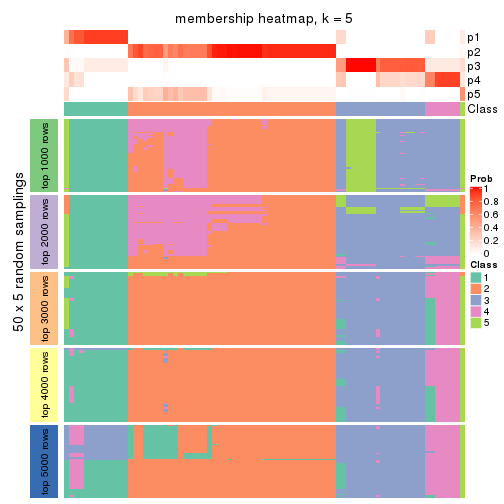 membership heatmap, k = 5
p1
p2
p3
p4
p5
Class
50 x 5 random samplings
top 1000 rows
top 2000 rows
top 3000 rows
top 4000 rows
top 5000 rows
Prob
1
0.8
0.6
0.4
0.2
0
Class
1
2
3
4
5